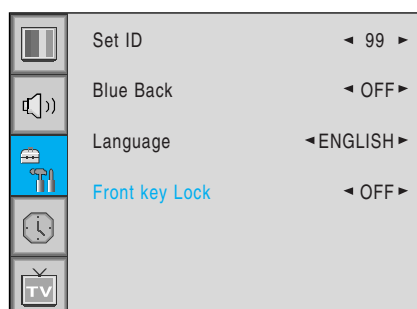 Set ID ◄ 99 ►
Blue Back ◄ OFF ►
Language ◄ ENGLISH ►
Front key Lock ◄ OFF ►
TV